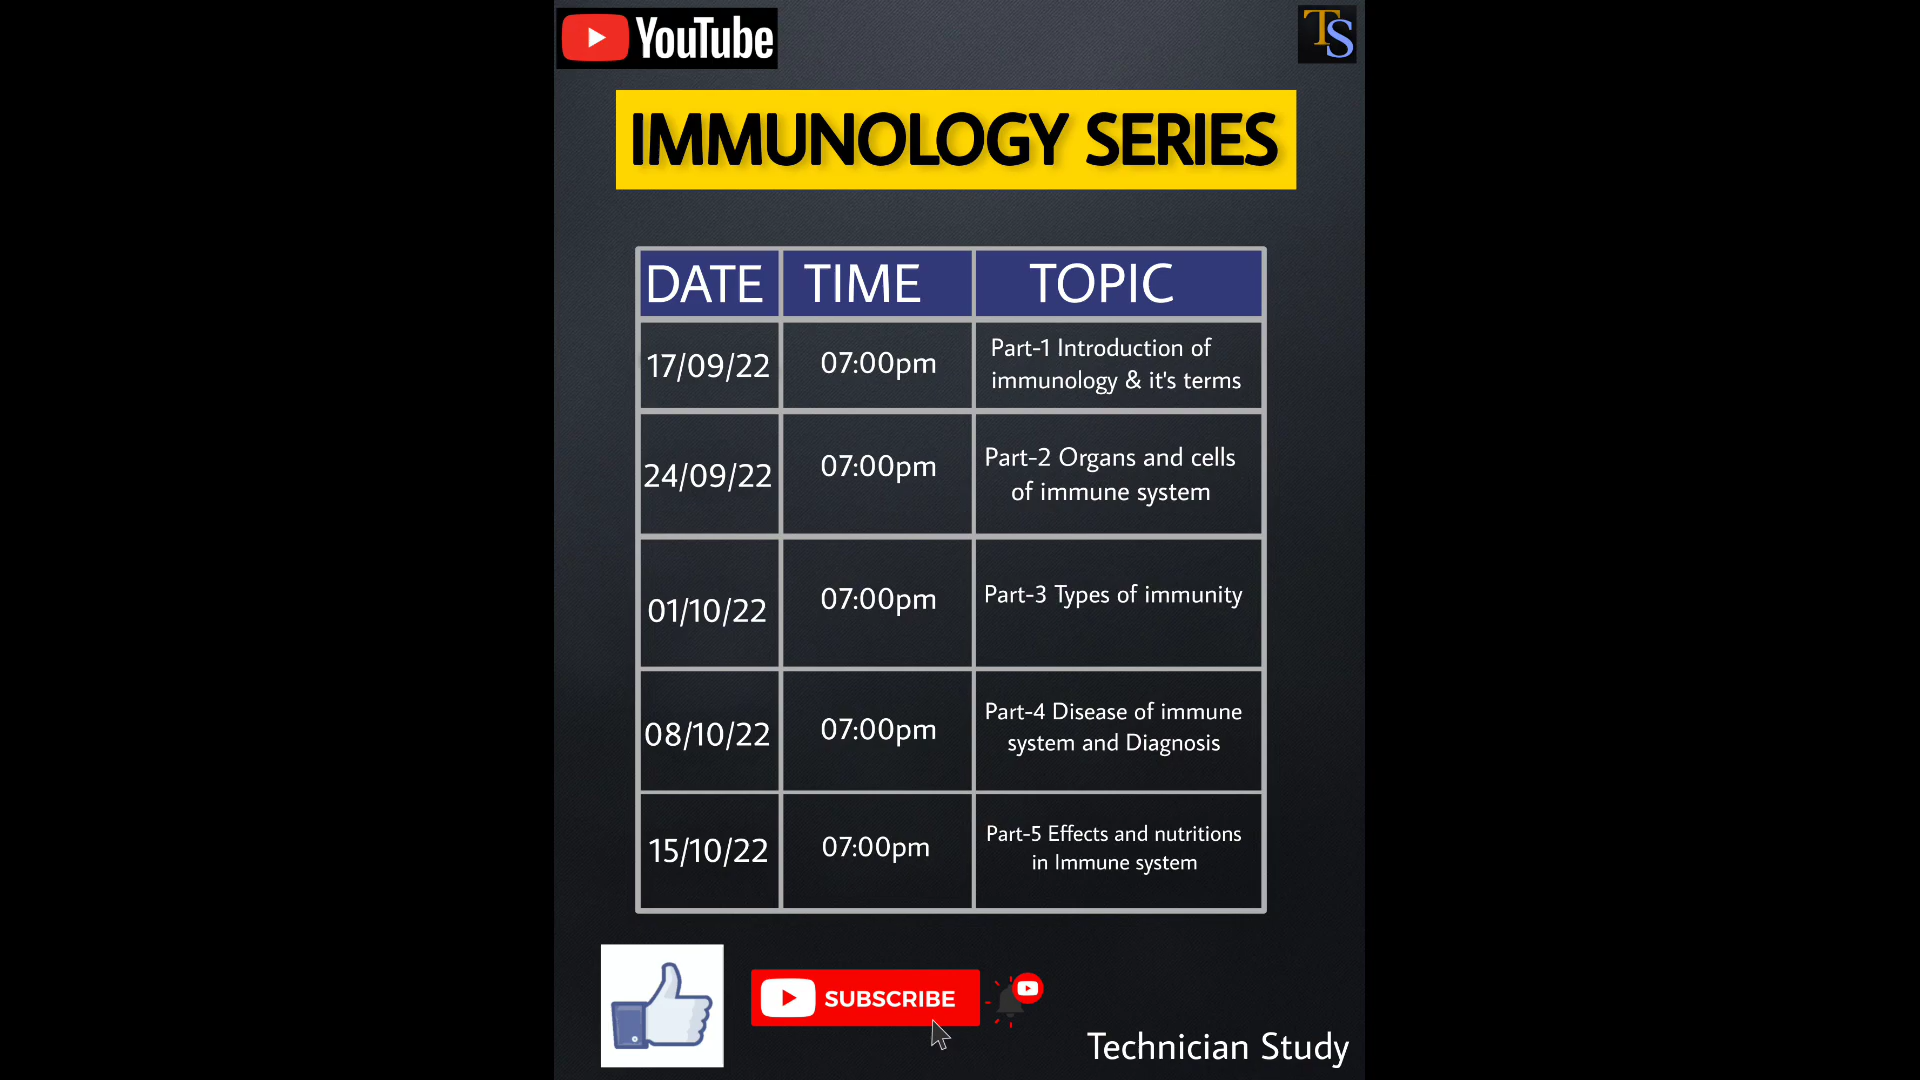 YouTube
TS
IMMUNOLOGY SERIES
DATE TIME TOPIC
17/09/22 07:00pm Part-1 Introduction of
immunology & it's terms
24/09/22 07:00pm Part-2 Organs and cells
of immune system
01/10/22 07:00pm Part-3 Types of immunity
08/10/22 07:00pm Part-4 Disease of immune
system and Diagnosis
15/10/22 07:00pm Part-5 Effects and nutritions
in Immune system
SUBSCRIBE
Technician Study